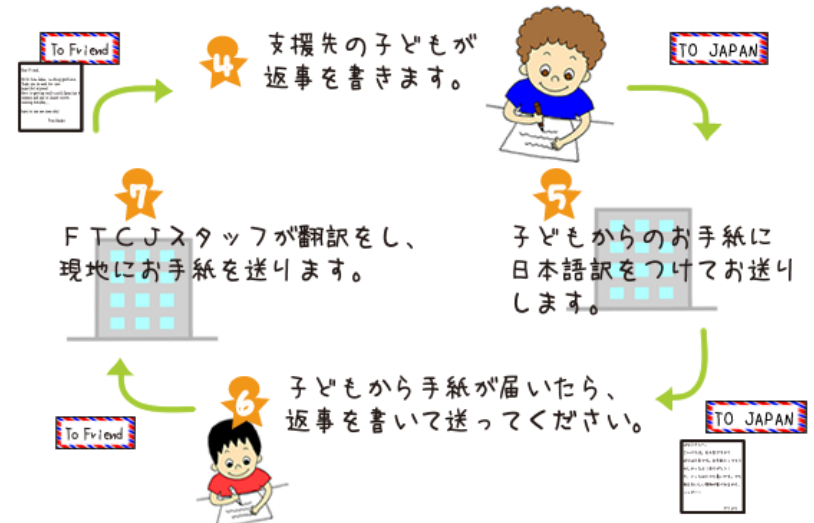 To Friend
4
支援先の子どもが
返事を書きます。
TO JAPAN
5
子どもからのお手紙に
日本語訳をつけてお送り
します。
TO JAPAN
6
子どもから手紙が届いたら、
返事を書いて送ってください。
To Friend
7
FTCJスタッフが翻訳をし、
現地にお手紙を送ります。